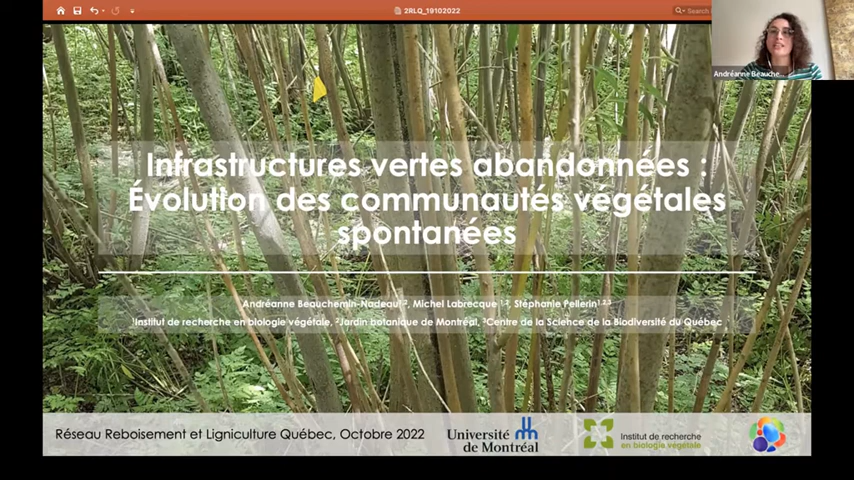 2RLQ_19102022
Search
Andréanne Beauche...
Infrastructures vertes abandonnées :
Évolution des communautés végétales
spontanées
Andréanne Beauchemin-Nadeau¹,², Michel Labrecque ¹,², Stéphanie Pellerin¹,²,³
¹Institut de recherche en biologie végétale, ²Jardin botanique de Montréal, ³Centre de la Science de la Biodiversité du Québec
Réseau Reboisement et Ligniculture Québec, Octobre 2022
Université
de Montréal
Institut de recherche
en biologie végétale